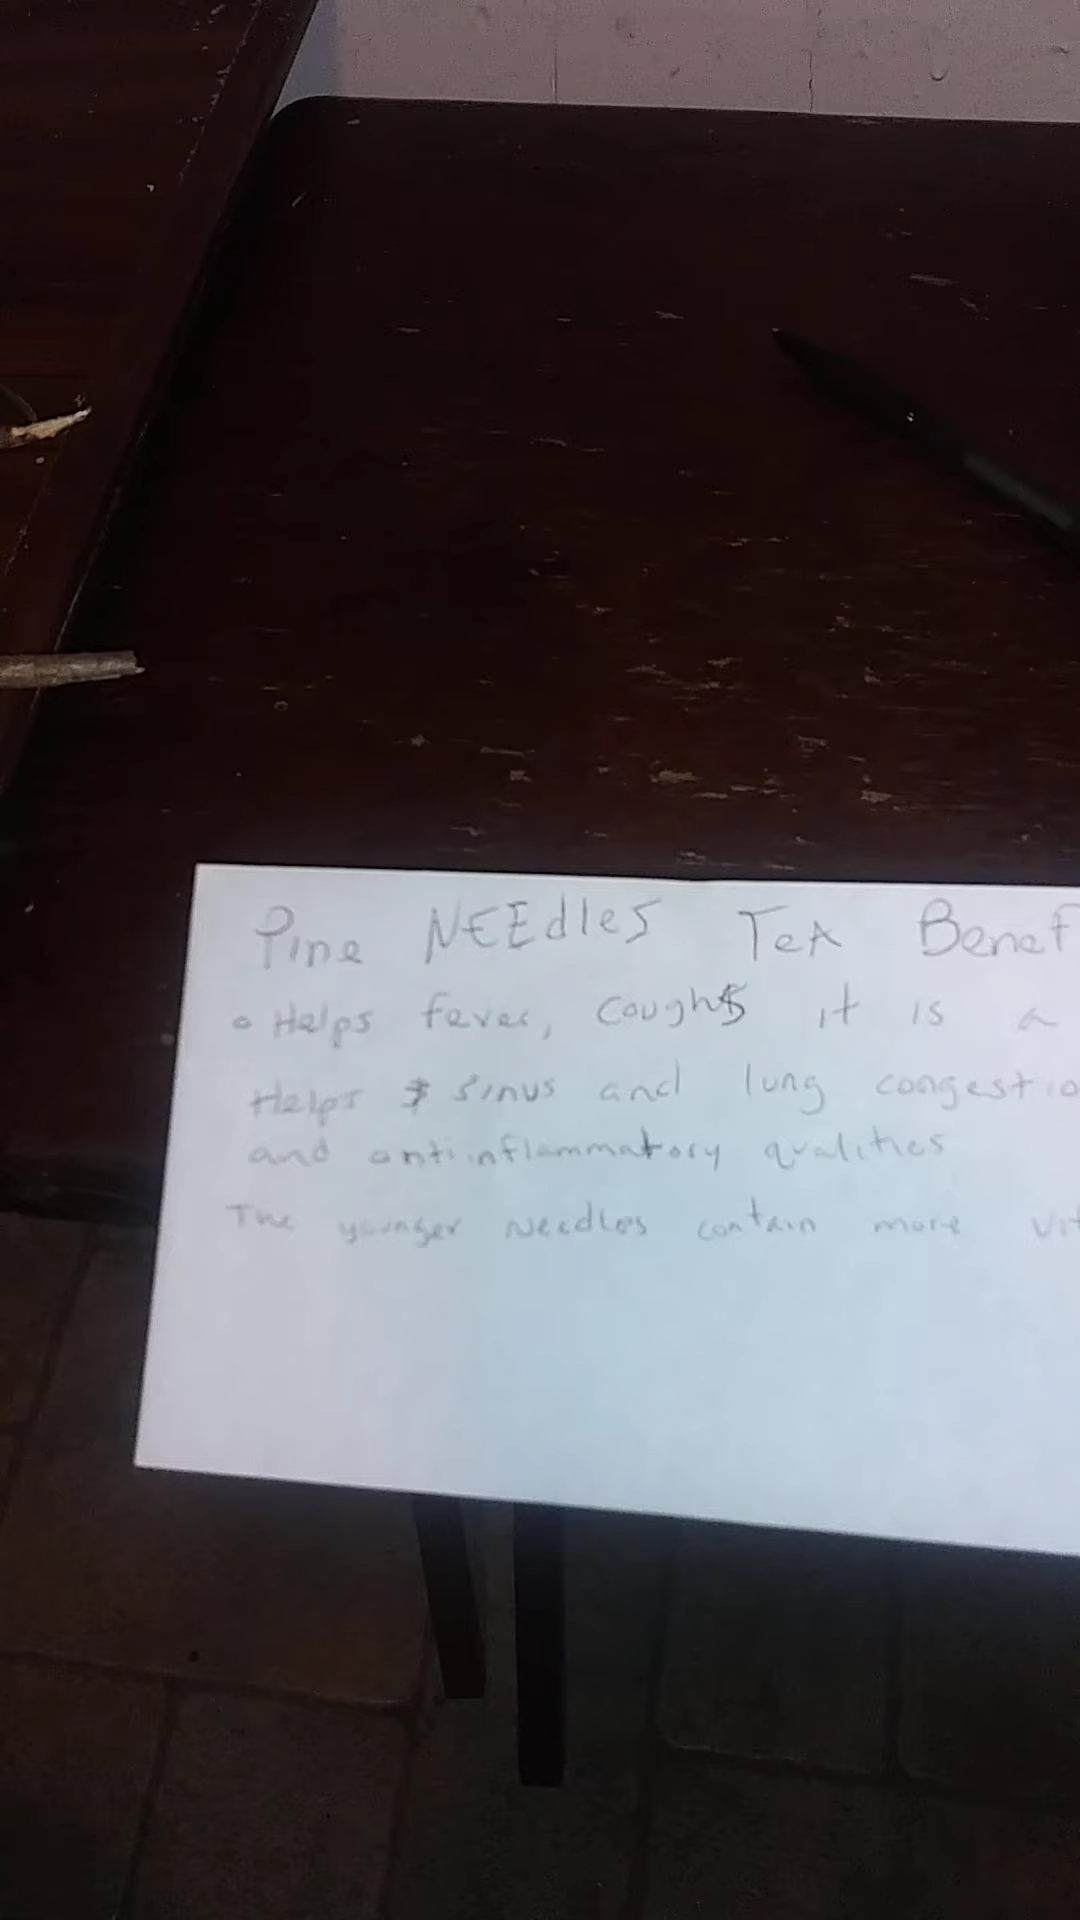 Pine NEEdles TeA Benef
• Helps fever, coughs it is a
Helps sinus and lung congestio
and antiinflammatory qualities
The younger needles contain more vit